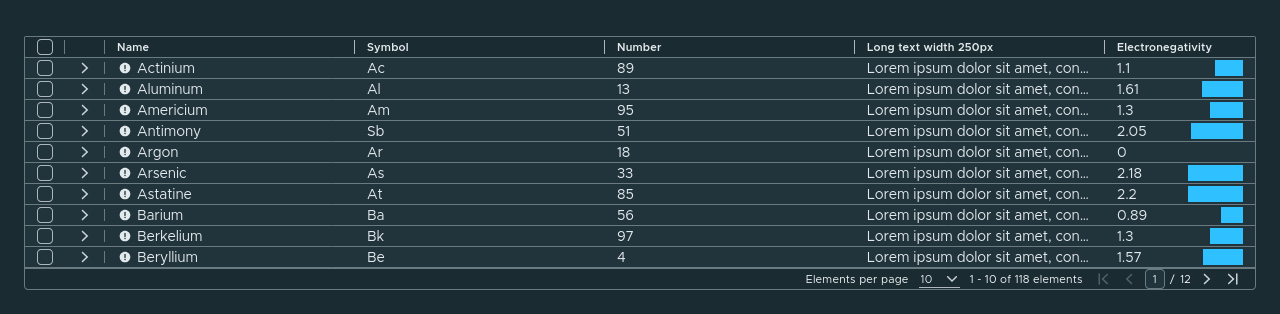 Name Symbol Number Long text width 250px Electronegativity
Actinium Ac 89 Lorem ipsum dolor sit amet, con... 1.1
Aluminum Al 13 Lorem ipsum dolor sit amet, con... 1.61
Americium Am 95 Lorem ipsum dolor sit amet, con... 1.3
Antimony Sb 51 Lorem ipsum dolor sit amet, con... 2.05
Argon Ar 18 Lorem ipsum dolor sit amet, con... 0
Arsenic As 33 Lorem ipsum dolor sit amet, con... 2.18
Astatine At 85 Lorem ipsum dolor sit amet, con... 2.2
Barium Ba 56 Lorem ipsum dolor sit amet, con... 0.89
Berkelium Bk 97 Lorem ipsum dolor sit amet, con... 1.3
Beryllium Be 4 Lorem ipsum dolor sit amet, con... 1.57
Elements per page 10 1 - 10 of 118 elements 1 / 12